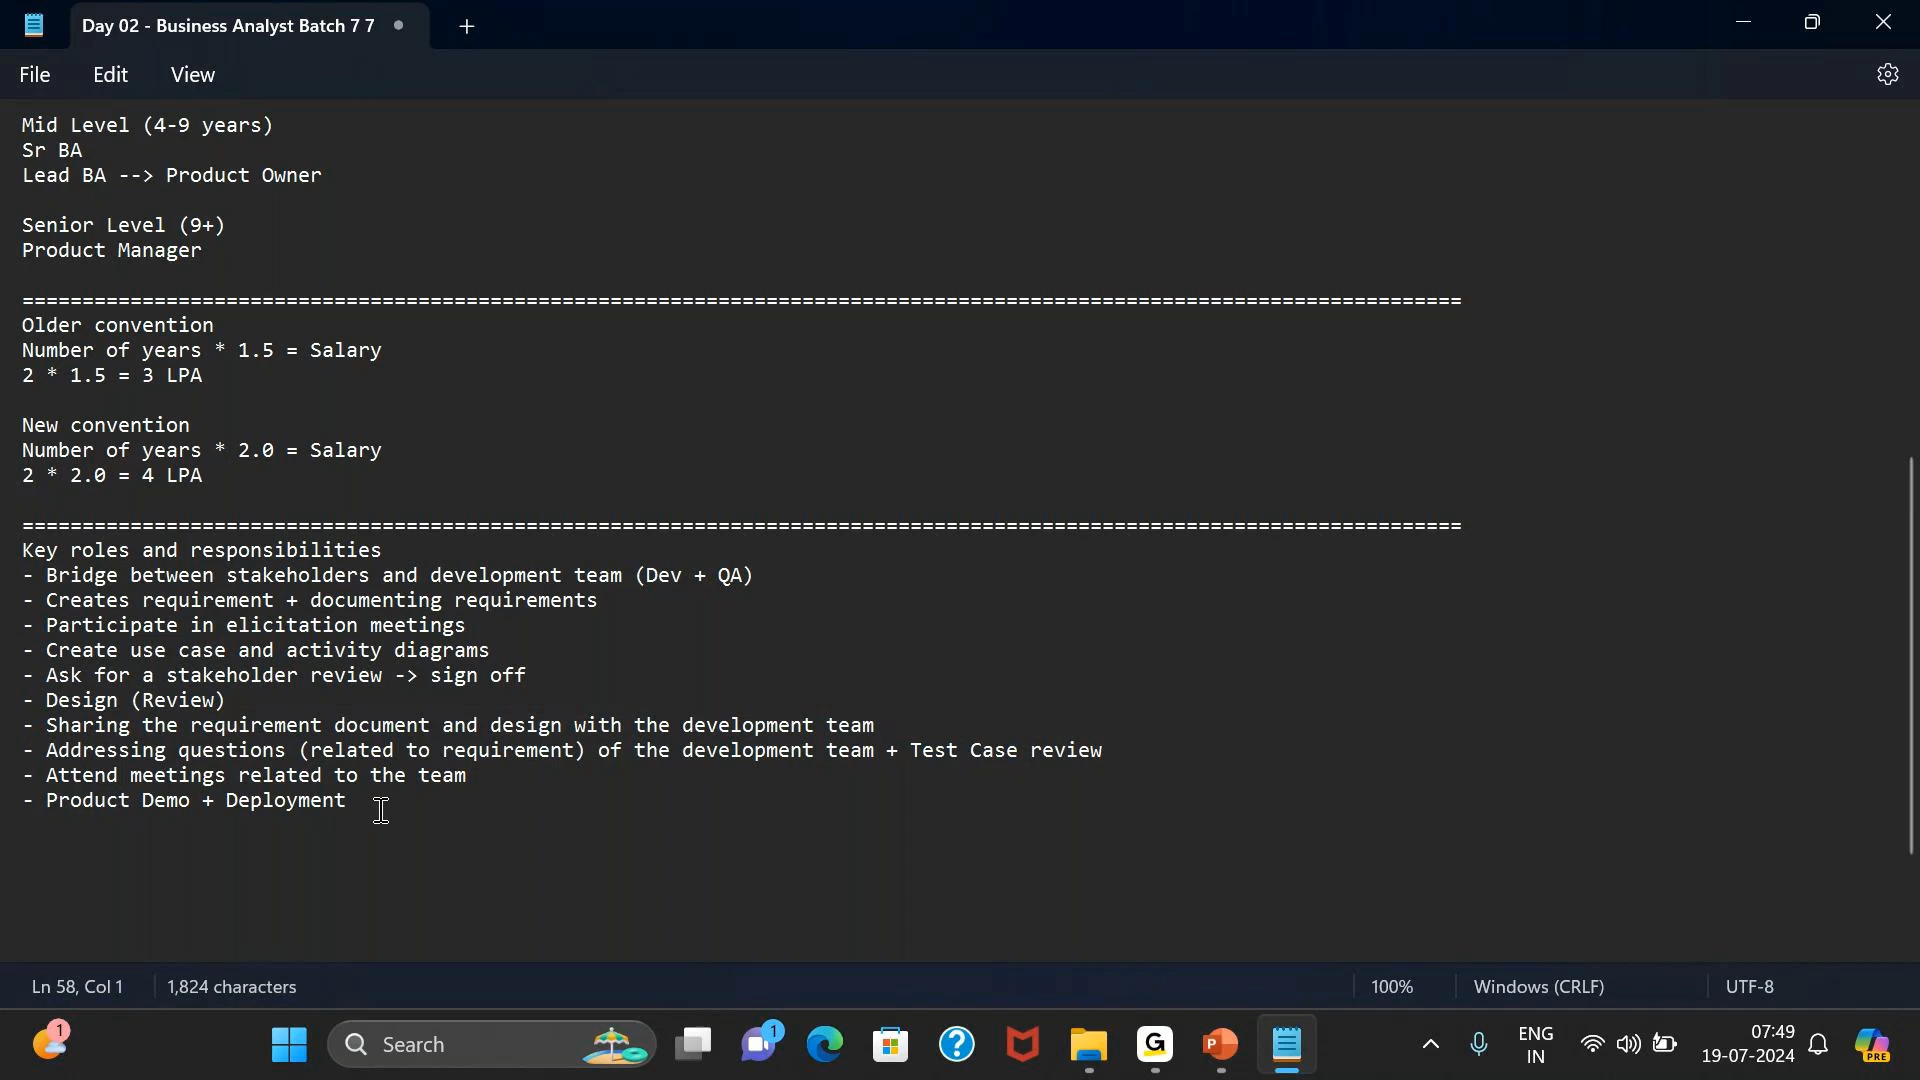 Day 02 - Business Analyst Batch 7 7
File Edit View
Mid Level (4-9 years)
Sr BA
Lead BA --> Product Owner
Senior Level (9+)
Product Manager
========================================================================================================================
Older convention
Number of years * 1.5 = Salary
2 * 1.5 = 3 LPA
New convention
Number of years * 2.0 = Salary
2 * 2.0 = 4 LPA
========================================================================================================================
Key roles and responsibilities
- Bridge between stakeholders and development team (Dev + QA)
- Creates requirement + documenting requirements
- Participate in elicitation meetings
- Create use case and activity diagrams
- Ask for a stakeholder review -> sign off
- Design (Review)
- Sharing the requirement document and design with the development team
- Addressing questions (related to requirement) of the development team + Test Case review
- Attend meetings related to the team
- Product Demo + Deployment
Ln 58, Col 1 1,824 characters 100% Windows (CRLF) UTF-8
1 Search 1 G P ENG 07:49
IN 19-07-2024 PRE